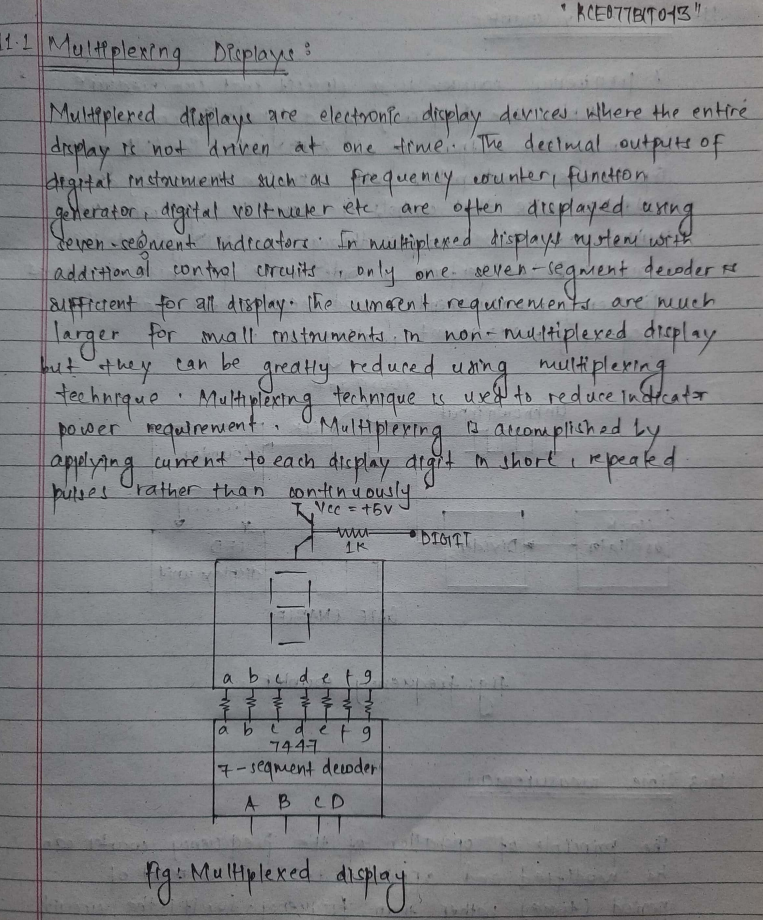 "KCE077BIT013"
11.1 Multiplexing Displays:
Multiplexed displays are electronic display devices where the entire
display is not driven at one time. The decimal outputs of
digital instruments such as frequency counter, function
generator, digital voltmeter etc are often displayed using
seven-segment indicators. In multiplexed displays system with
additional control circuits, only one seven-segment decoder is
sufficient for all display. The current requirements are much
larger for small instruments in non-multiplexed display
but they can be greatly reduced using multiplexing
technique. Multiplexing technique is used to reduce indicator
power requirement. Multiplexing is accomplished by
applying current to each display digit in short, repeated
pulses rather than continuously
Vcc = +5V
1K
DIGIT
a b c d e f g
a b c d e f g
7447
7-segment decoder
A B C D
Fig: Multiplexed display